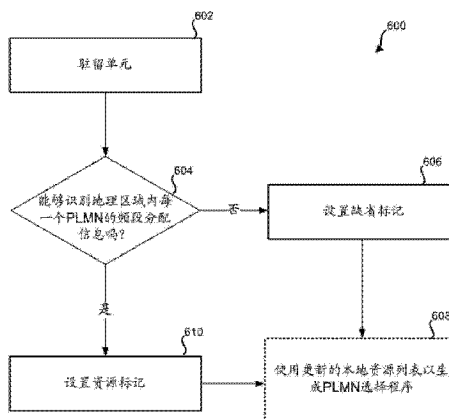 602
600
驻留单元
604
能够识别地理区域内每
一个PLMN的频段分配
信息吗?
606
否
设置缺省标记
是
610
608
设置资源标记
使用更新的本地资源列表以生
成PLMN选择程序